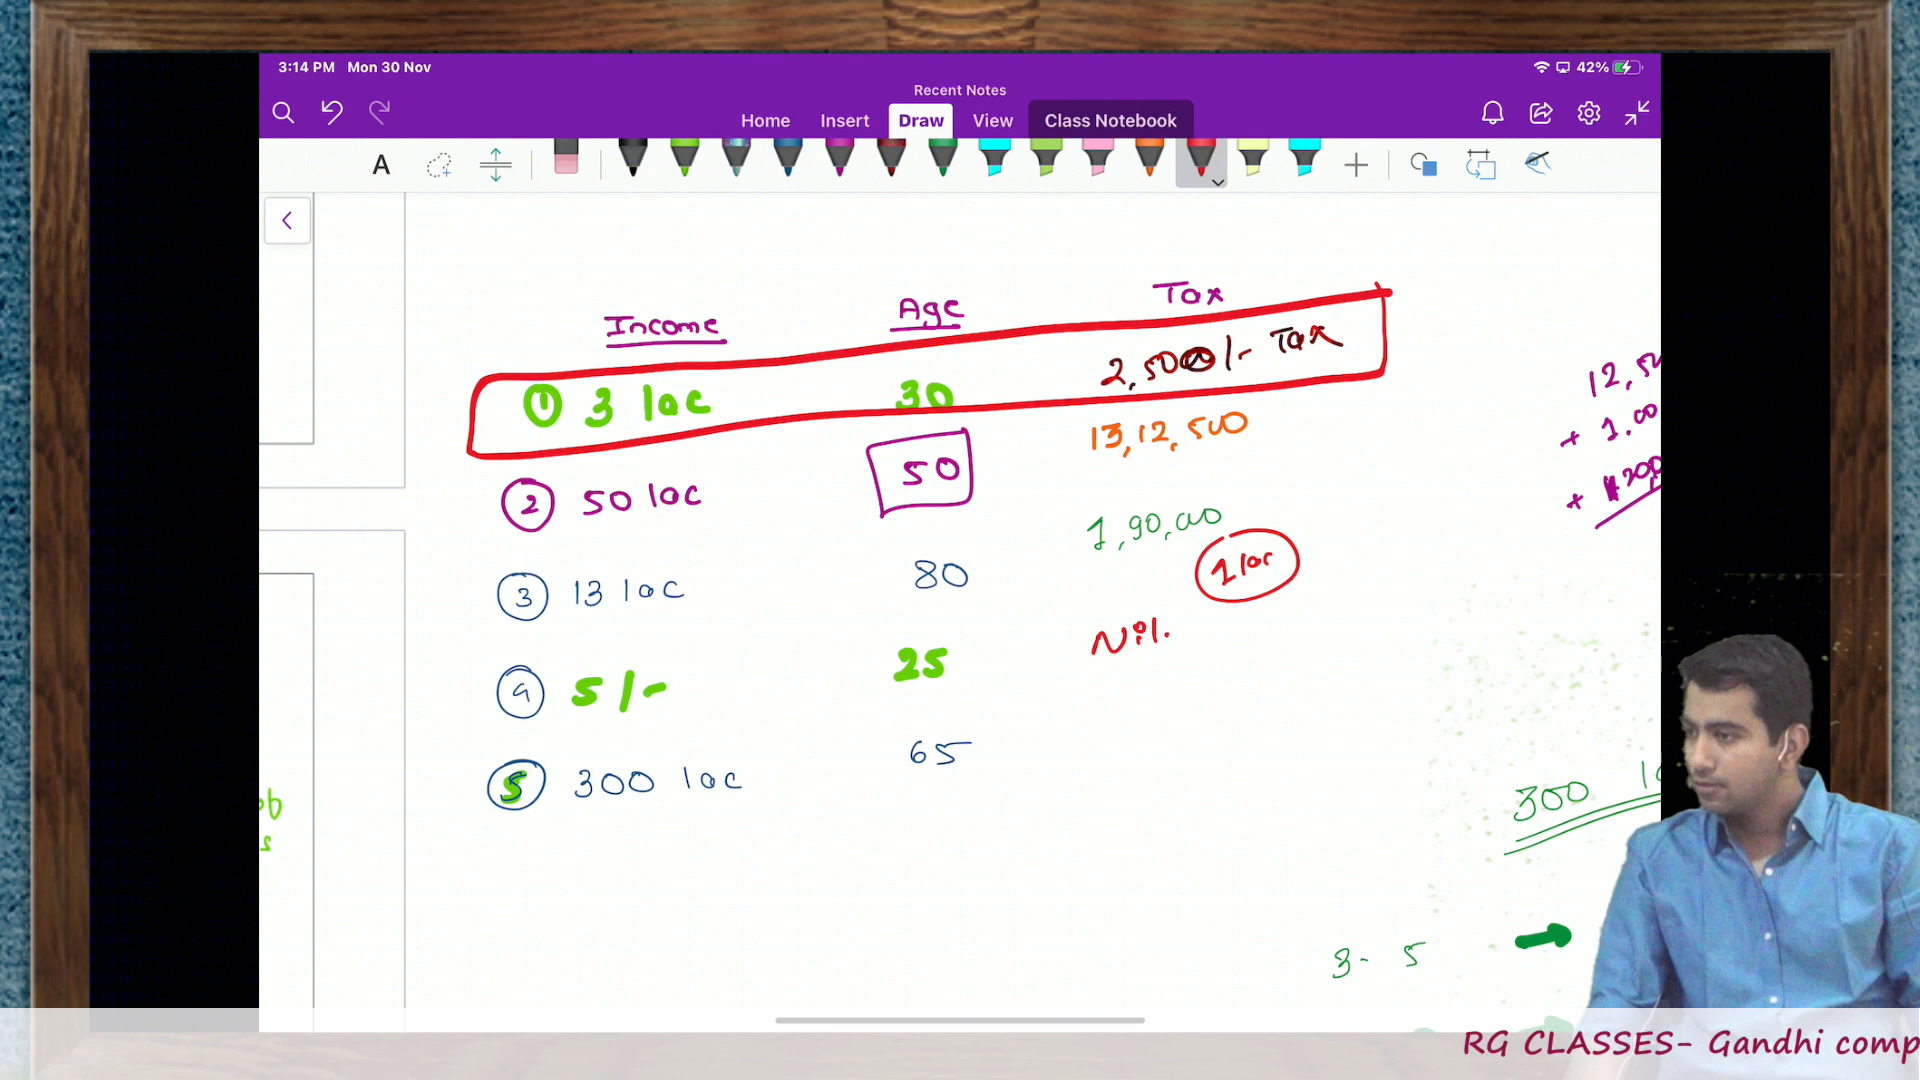 3:14 PM Mon 30 Nov
42%
Recent Notes
Home Insert Draw View Class Notebook
A
Income Age Tax
1 3 lac 30 2,500/- Tax
2 50 lac 50 13,12,500
3 13 lac 80 1,90,000
1 lac
5/- 25 Nil.
5 300 lac 65
12,50
+ 1.00
+
300 la
3- 5
RG CLASSES- Gandhi comp